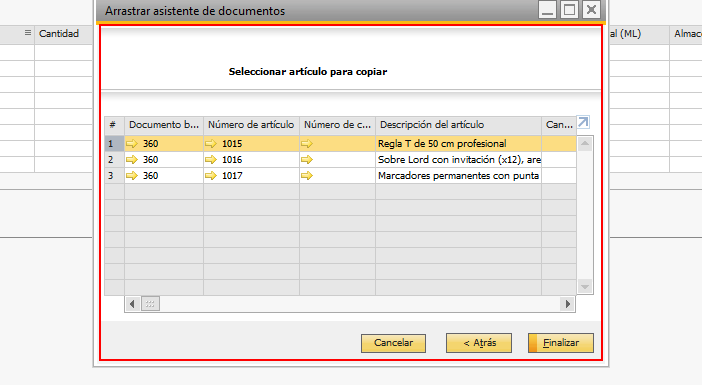 Arrastrar asistente de documentos
Cantidad
al (ML) Almac
Seleccionar artículo para copiar
# Documento b... Número de artículo Número de c... Descripción del artículo Can...
1 360 1015 Regla T de 50 cm profesional
2 360 1016 Sobre Lord con invitación (x12), are
3 360 1017 Marcadores permanentes con punta
Cancelar < Atrás Finalizar